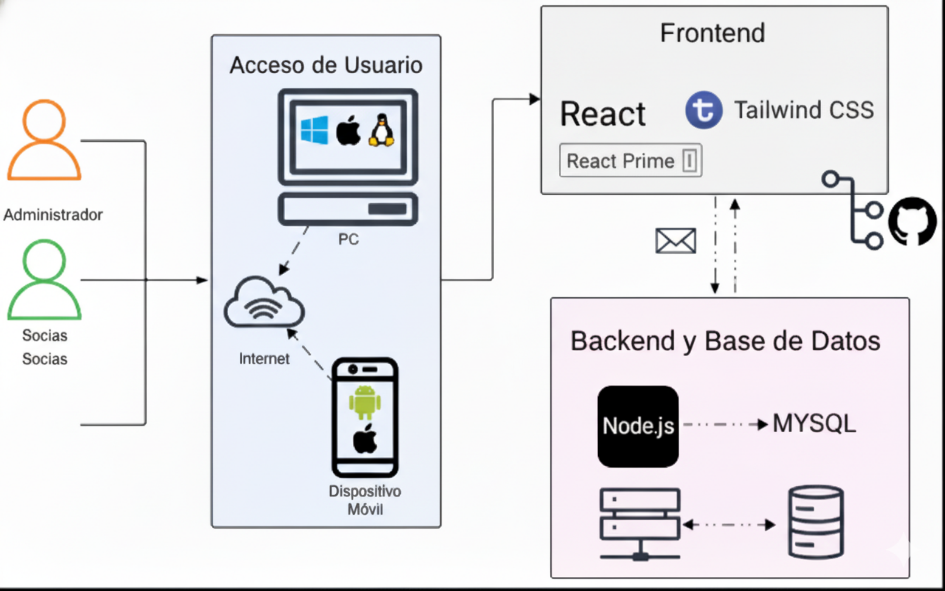 Administrador
Socias
Socias
Acceso de Usuario
PC
Internet
Dispositivo
Móvil
Frontend
React
t Tailwind CSS
React Prime
Backend y Base de Datos
Node.js
MYSQL